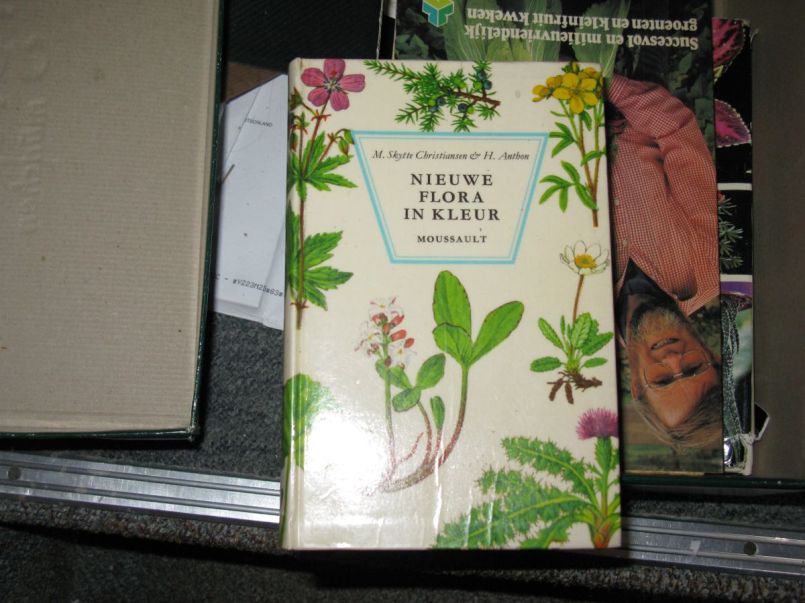 M. Skytte Christiansen & H. Anthon
NIEUWE
FLORA
IN KLEUR
MOUSSAULT
Succesvol en milieuvriendelijk
groenten en kleinfruit kweken